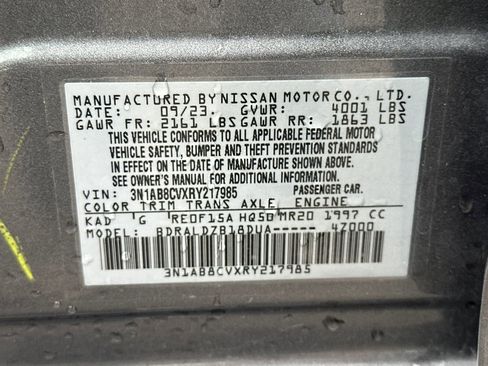 MANUFACTURED BY NISSAN MOTOR CO., LTD.
DATE: 09/23. GVWR: 4001 LBS
GAWR FR: 2161 LBS GAWR RR: 1863 LBS
THIS VEHICLE CONFORMS TO ALL APPLICABLE FEDERAL MOTOR
VEHICLE SAFETY, BUMPER AND THEFT PREVENTION STANDARDS
IN EFFECT ON THE DATE OF MANUFACTURE SHOWN ABOVE.
SEE OWNER'S MANUAL FOR ADDITIONAL INFORMATION.
VIN: 3N1AB8CVXRY217985 PASSENGER CAR.
COLOR TRIM TRANS AXLE, ENGINE
KAD G RE0F15A HQ50 MR20 1997 CC
BDRALDZB18DUA----- 4Z000
3N1AB8CVXRY217985